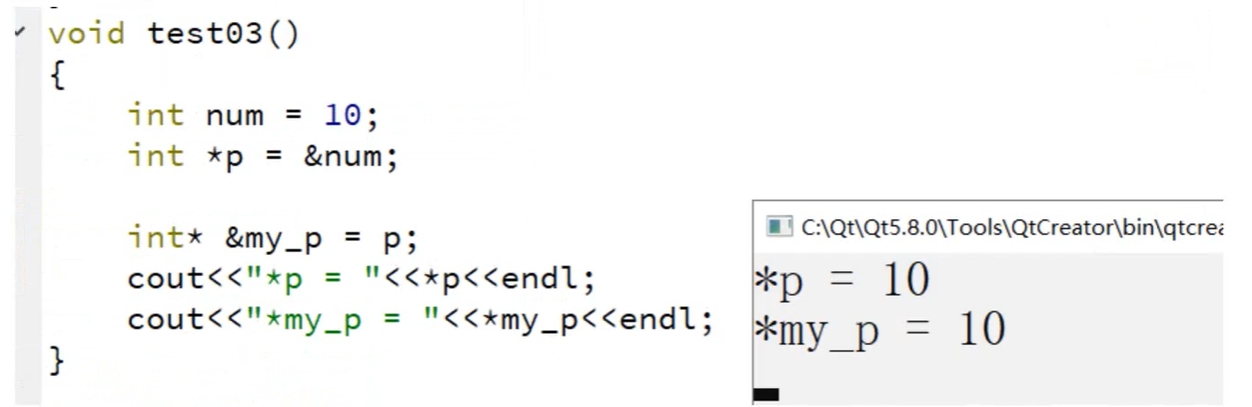 void test03()
{
    int num = 10;
    int *p = &num;
    int* &my_p = p;
    cout<<"*p = "<<*p<<endl;
    cout<<"*my_p = "<<*my_p<<endl;
}
C:\Qt\Qt5.8.0\Tools\QtCreator\bin\qtcrea
*p = 10
*my_p = 10